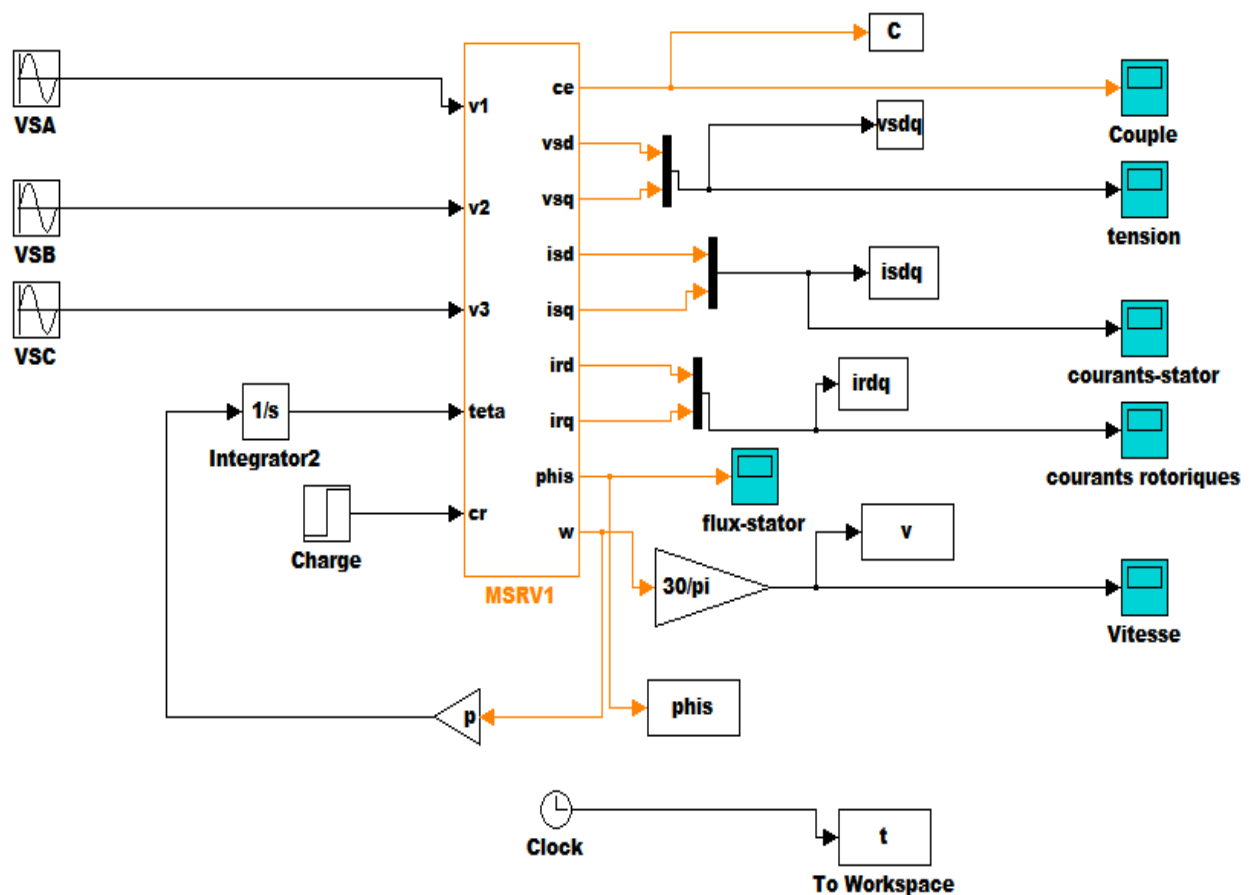 VSA
VSB
VSC
v1
v2
v3
teta
cr
ce
vsd
vsq
isd
isq
ird
irq
phis
w
MSRV1
1/s
Integrator2
Charge
p
C
Couple
vsdq
tension
isdq
courants-stator
irdq
courants rotoriques
flux-stator
30/pi
v
Vitesse
phis
Clock
t
To Workspace